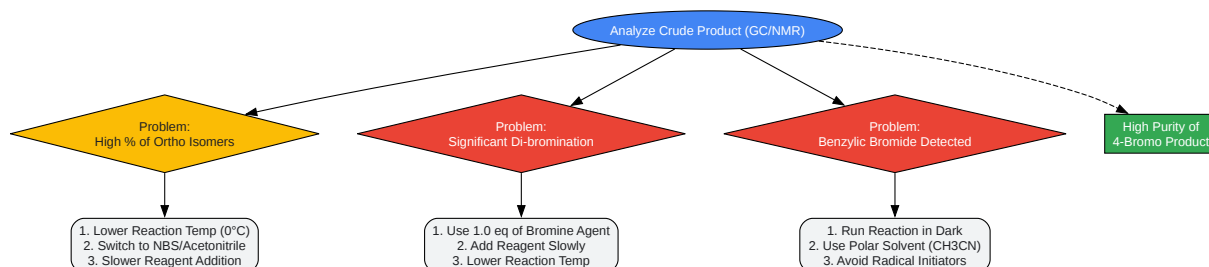 Analyze Crude Product (GC/NMR)
Problem:
High % of Ortho Isomers
Problem:
Significant Di-bromination
Problem:
Benzylic Bromide Detected
High Purity of
4-Bromo Product
1. Lower Reaction Temp (0°C)
2. Switch to NBS/Acetonitrile
3. Slower Reagent Addition
1. Use 1.0 eq of Bromine Agent
2. Add Reagent Slowly
3. Lower Reaction Temp
1. Run Reaction in Dark
2. Use Polar Solvent (CH3CN)
3. Avoid Radical Initiators